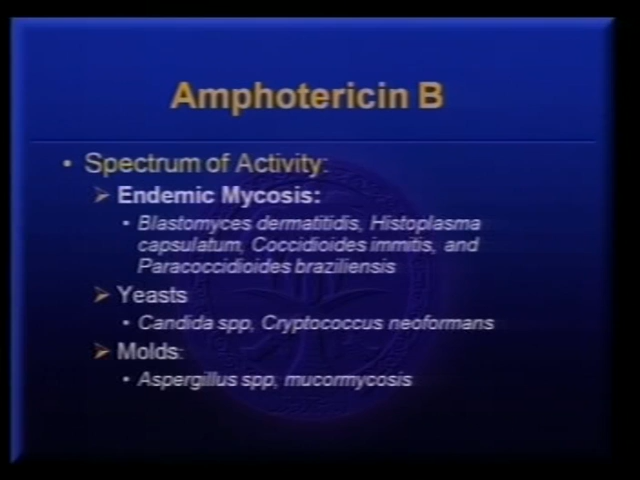 Amphotericin B
• Spectrum of Activity:
➢ Endemic Mycosis:
• Blastomyces dermatitidis, Histoplasma
capsulatum, Coccidioides immitis, and
Paracoccidioides braziliensis
➢ Yeasts
• Candida spp, Cryptococcus neoformans
➢ Molds:
• Aspergillus spp, mucormycosis